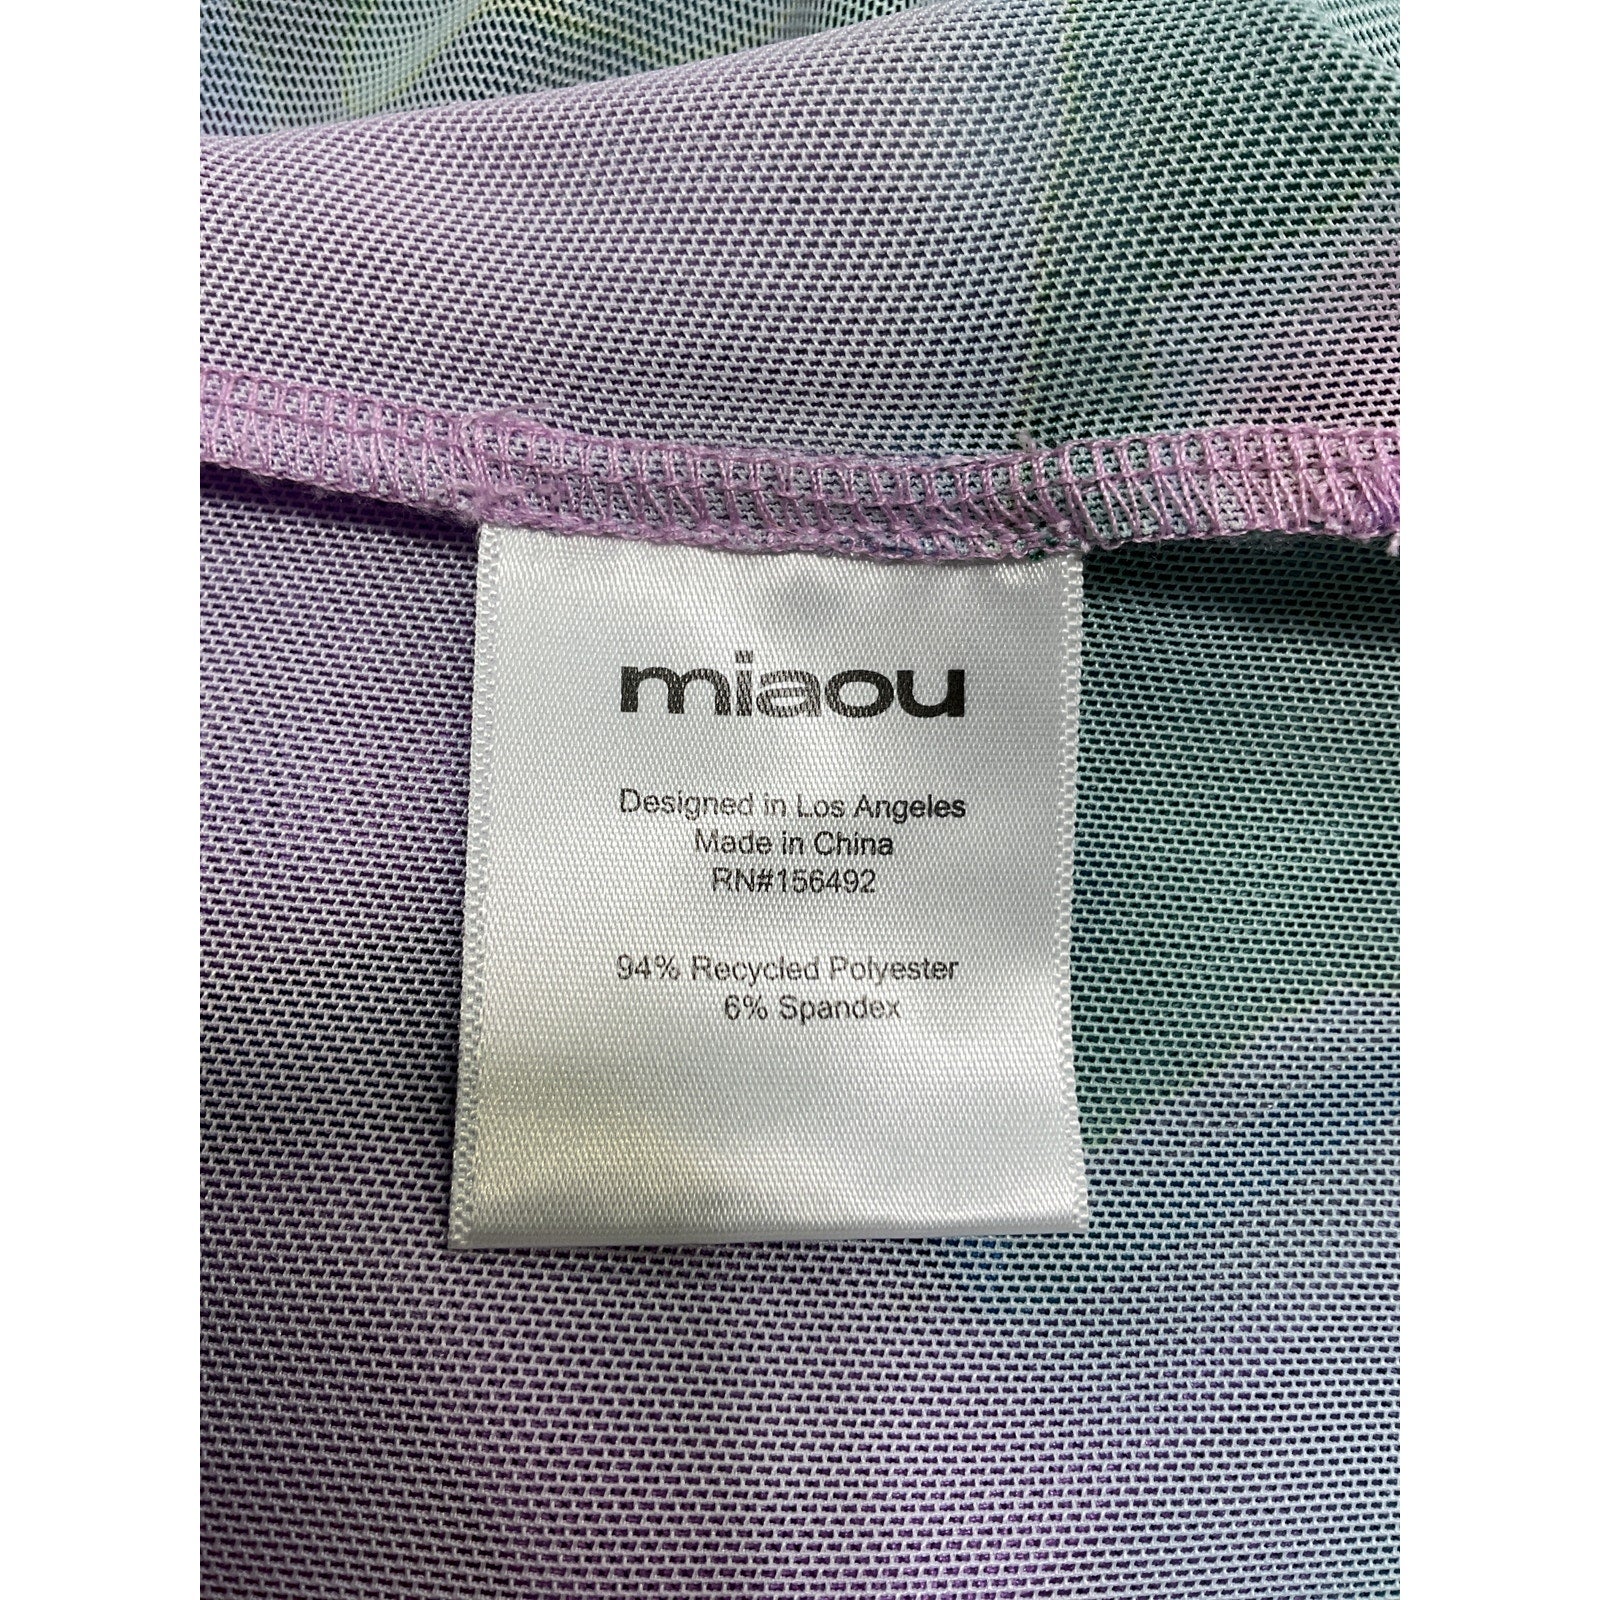 miaou
Designed in Los Angeles
Made in China
RN#156492
94% Recycled Polyester
6% Spandex